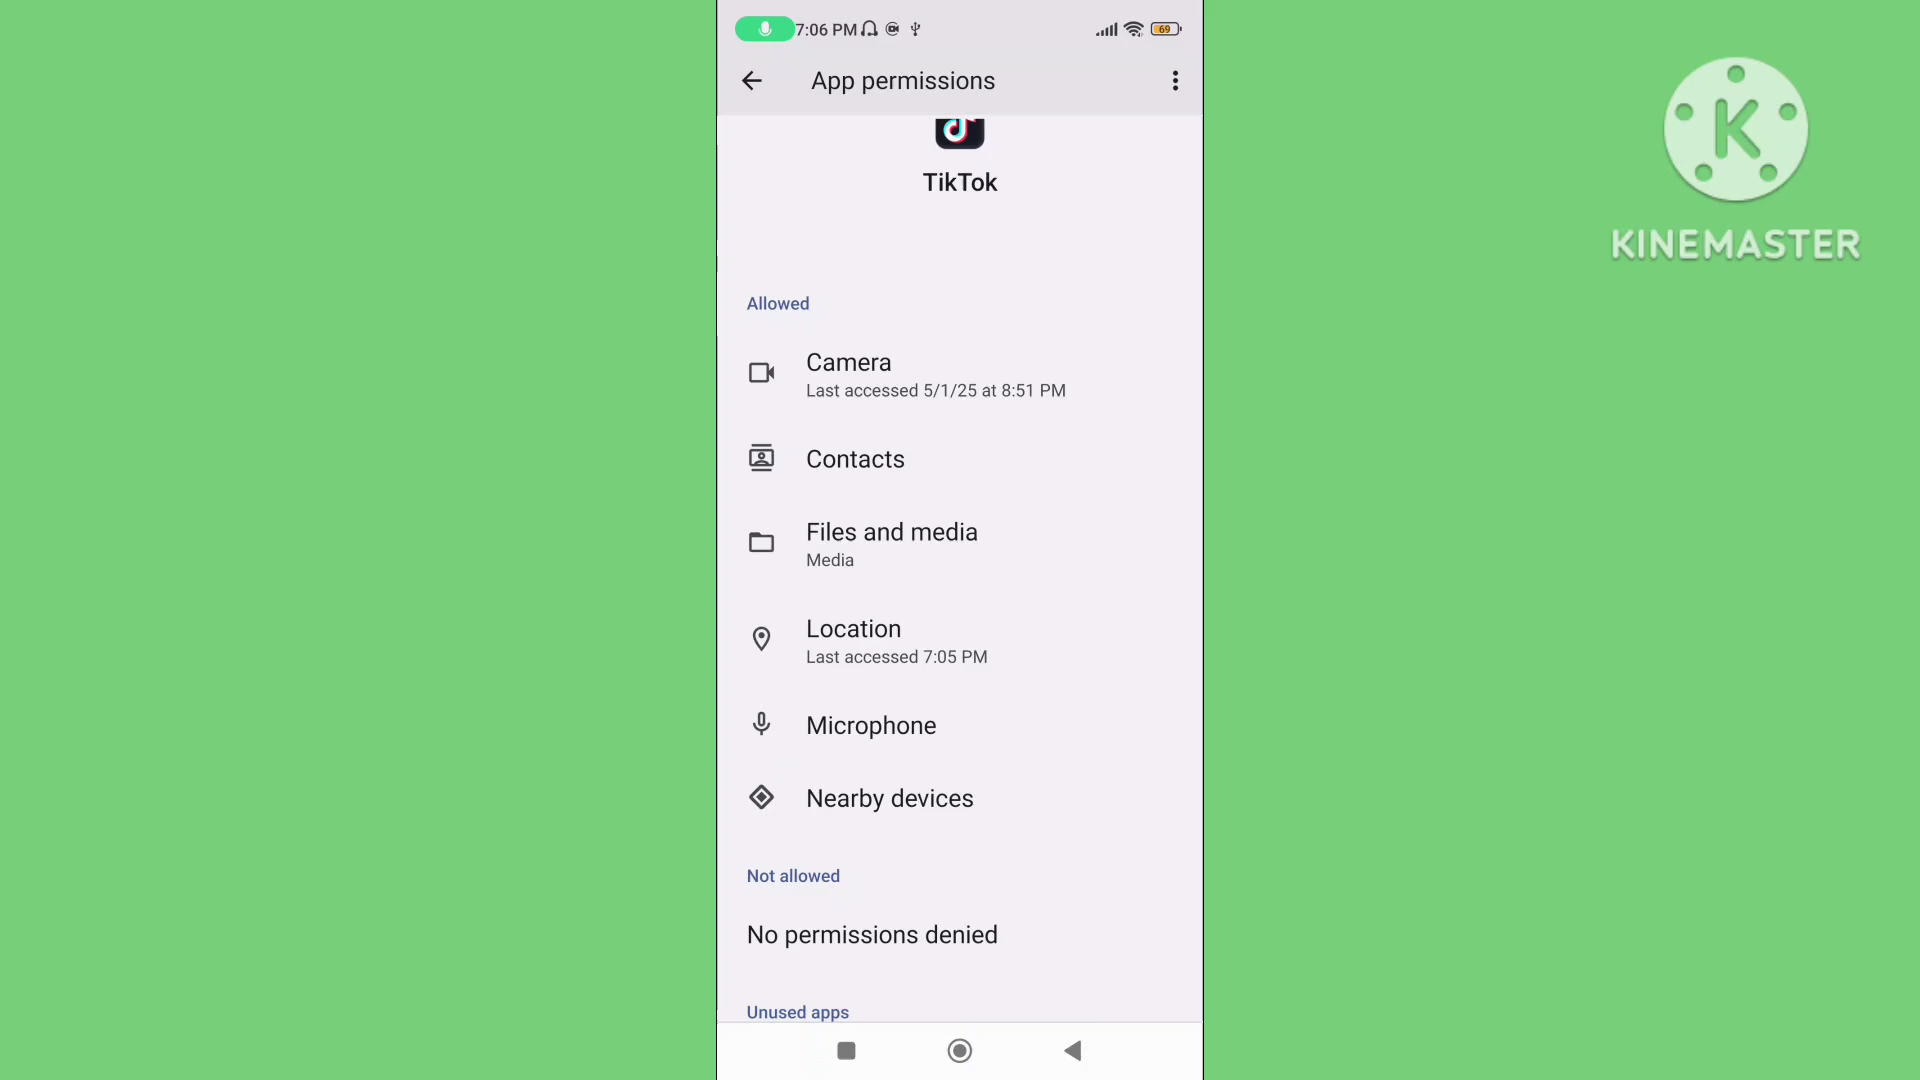 7:06 PM
69
App permissions
TikTok
K
KINEMASTER
Allowed
Camera
Last accessed 5/1/25 at 8:51 PM
Contacts
Files and media
Media
Location
Last accessed 7:05 PM
Microphone
Nearby devices
Not allowed
No permissions denied
Unused apps